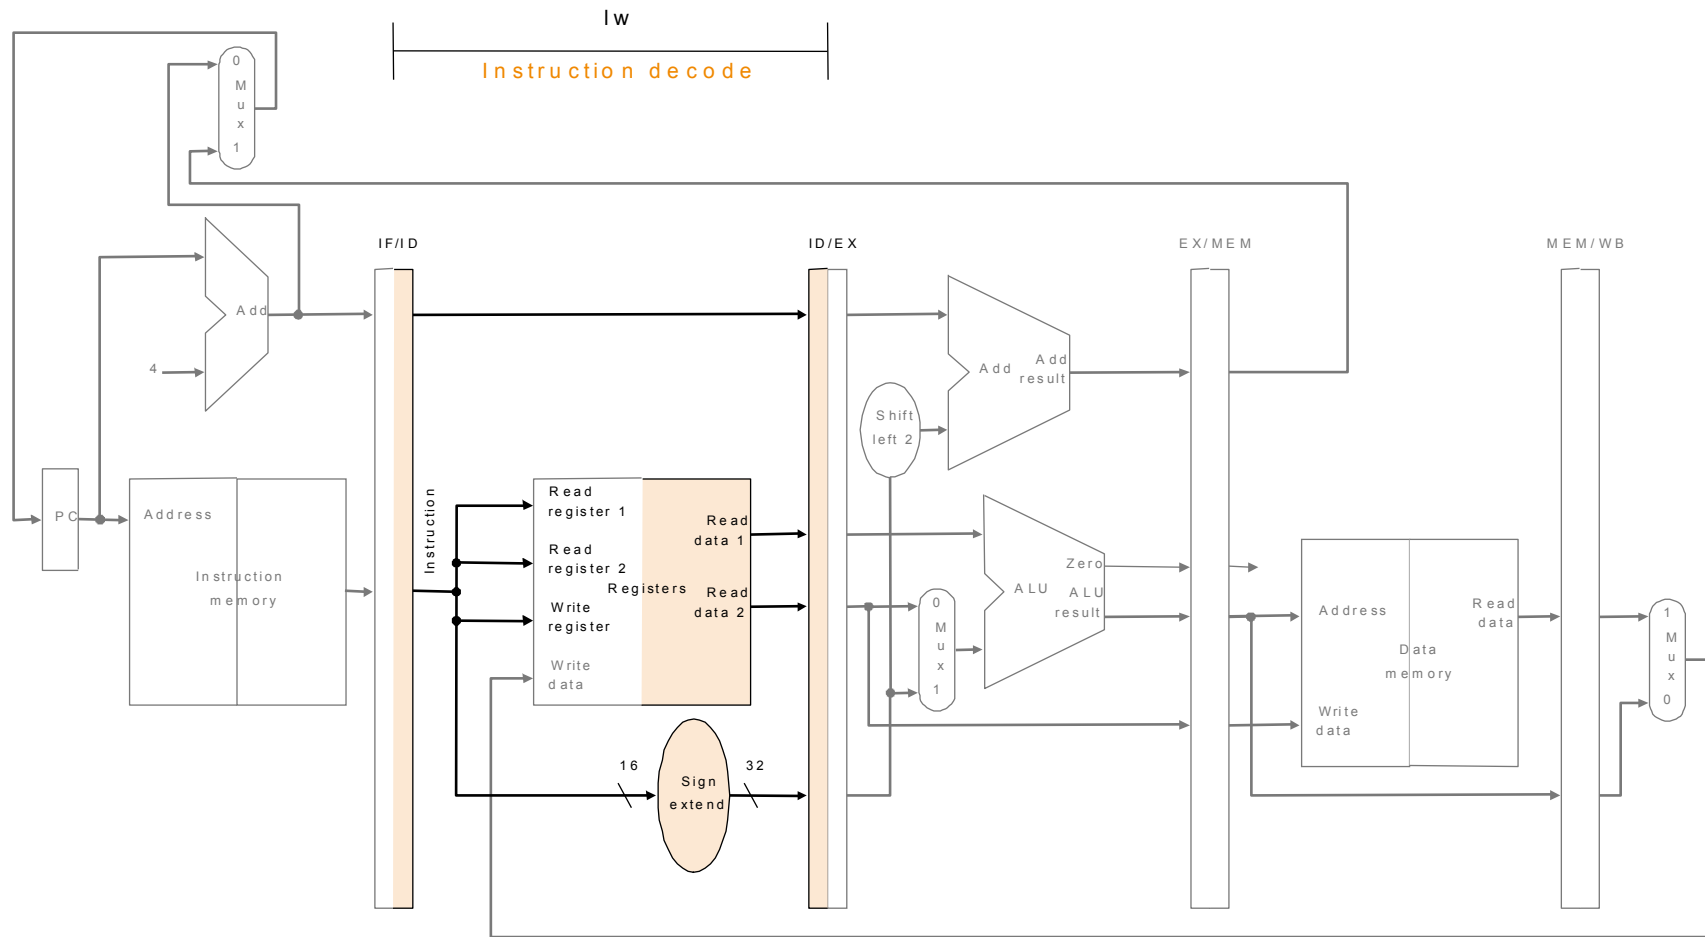 lw
Instruction decode
0
M
u
x
1
IF/ID
ID/EX
EX/MEM
MEM/WB
Add
4
Add
Add
result
Shift
left 2
PC
Address
Instruction
memory
Instruction
Read
register 1
Read
register 2
Registers
Write
register
Write
data
Read
data 1
Read
data 2
16
Sign
extend
32
0
M
u
x
1
Zero
ALU
ALU
result
Address
Read
data
Data
memory
Write
data
1
M
u
x
0